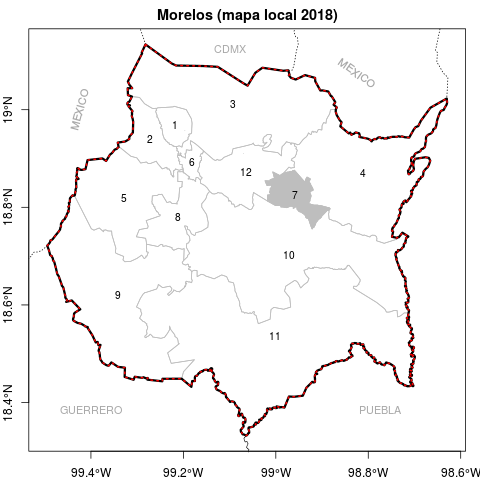 Morelos (mapa local 2018)
CDMX
MEXICO
MEXICO
3
1
2
6
12
4
5
7
8
10
9
11
GUERRERO
PUEBLA
19°N
18.8°N
18.6°N
18.4°N
99.4°W
99.2°W
99°W
98.8°W
98.6°W